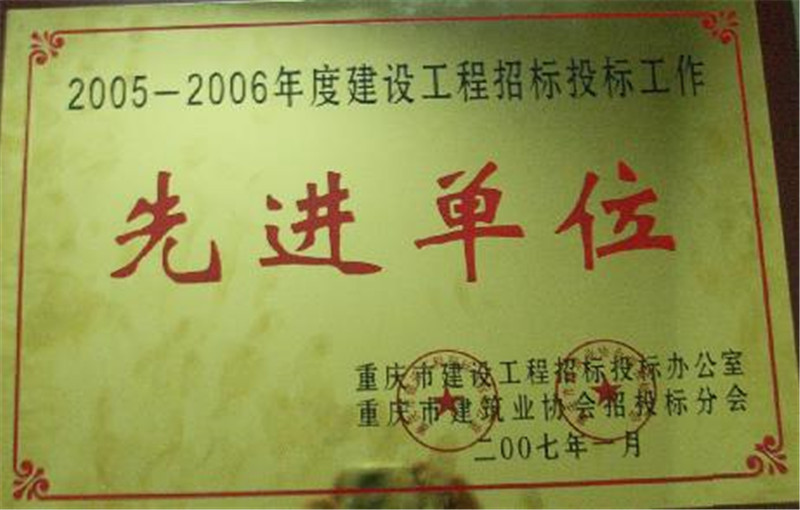 2005-2006年度建设工程招标投标工作
先进单位
重庆市建设工程招标投标办公室
重庆市建筑业协会招投标分会
二00七年一月